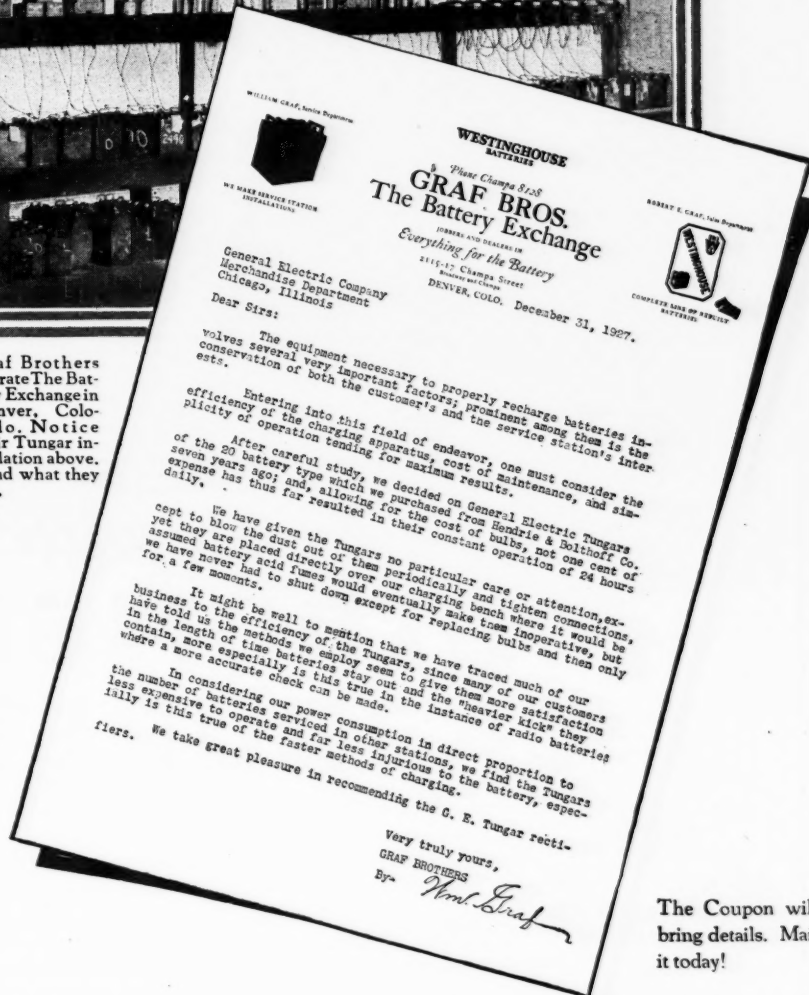 WILLIAM GRAF, Service Department
WE MAKE SERVICE STATION
INSTALLATIONS
WESTINGHOUSE
BATTERIES
Phone Champa 8128
GRAF BROS.
The Battery Exchange
JOBBERS AND DEALERS IN
Everything for the Battery
2115-17 Champa Street
Broadway and Champa
DENVER, COLO. December 31, 1927.
ROBERT E. GRAF, Sales Department
WESTINGHOUSE
COMPLETE LINE OF REBUILT
BATTERIES
General Electric Company
Merchandise Department
Chicago, Illinois
Dear Sirs:
The equipment necessary to properly recharge batteries in-
volves several very important factors; prominent among them is the
conservation of both the customer's and the service station's inter-
ests.
Entering into this field of endeavor, one must consider the
efficiency of the charging apparatus, cost of maintenance, and sim-
plicity of operation tending for maximum results.
After careful study, we decided on General Electric Tungars
of the 20 battery type which we purchased from Hendrie & Bolthoff Co.
seven years ago; and, allowing for the cost of bulbs, not one cent of
expense has thus far resulted in their constant operation of 24 hours
daily.
We have given the Tungars no particular care or attention, ex-
cept to blow the dust out of them periodically and tighten connections,
yet they are placed directly over our charging bench where it would be
assumed battery acid fumes would eventually make them inoperative, but
we have never had to shut down except for replacing bulbs and then only
for a few moments.
It might be well to mention that we have traced much of our
business to the efficiency of the Tungars, since many of our customers
have told us the methods we employ seem to give them more satisfaction
in the length of time batteries stay out and the "heavier kick" they
contain, more especially is this true in the instance of radio batteries
where a more accurate check can be made.
In considering our power consumption in direct proportion to
the number of batteries serviced in other stations, we find the Tungars
less expensive to operate and far less injurious to the battery, espec-
ially is this true of the faster methods of charging.
We take great pleasure in recommending the G. E. Tungar recti-
fiers.
Very truly yours,
GRAF BROTHERS
By- Wm. Graf
af Brothers
rate The Bat-
Exchange in
nver, Colo-
do. Notice
r Tungar in-
lation above.
nd what they
The Coupon wil
bring details. Mai
it today!